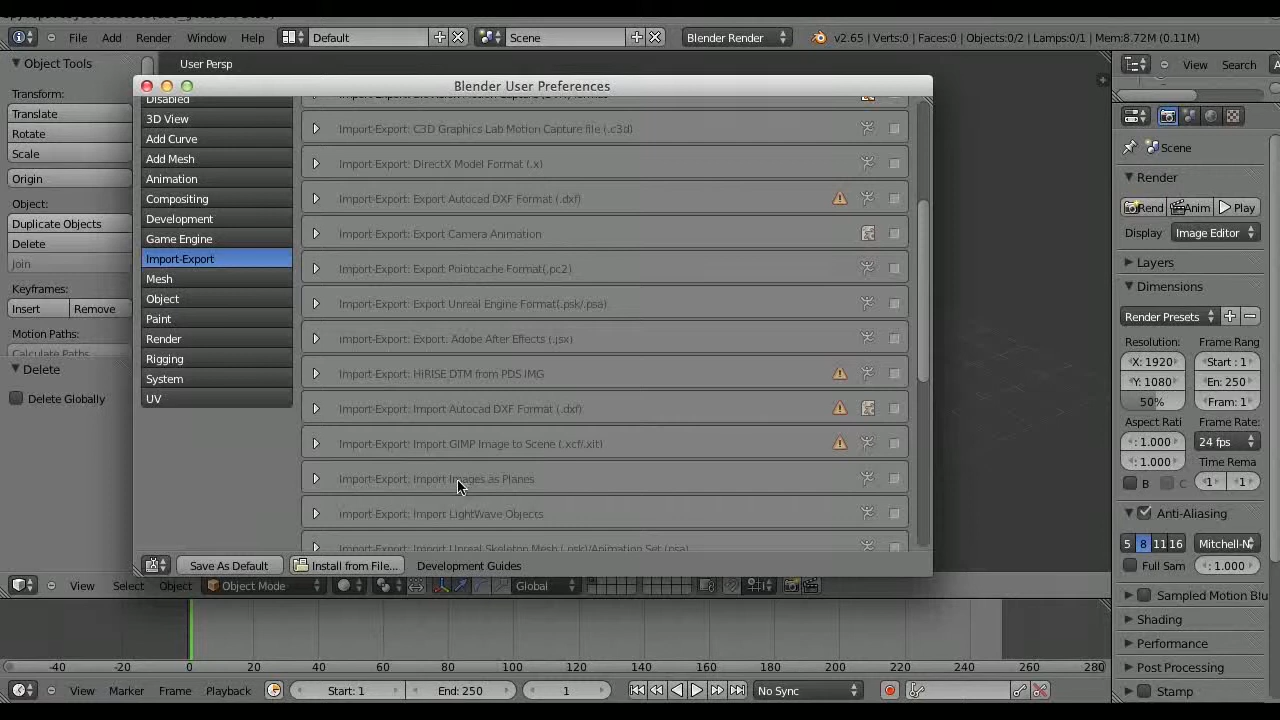 File Add Render Window Help Default Scene Blender Render v2.65 | Verts:0 | Faces:0 | Objects:0/2 | Lamps:0/1 | Mem:8.72M (0.11M)
Object Tools
User Persp
View Search
Blender User Preferences
Transform:
Translate
Rotate
Scale
Origin
Object:
Duplicate Objects
Delete
Join
Keyframes:
Insert Remove
Motion Paths:
Calculate Paths
Delete
Delete Globally
Disabled
3D View
Add Curve
Add Mesh
Animation
Compositing
Development
Game Engine
Import-Export
Mesh
Object
Paint
Render
Rigging
System
UV
Import-Export: C3D Graphics Lab Motion Capture file (.c3d)
Import-Export: DirectX Model Format (.x)
Import-Export: Export Autocad DXF Format (.dxf)
Import-Export: Export Camera Animation
Import-Export: Export Pointcache Format(.pc2)
Import-Export: Export Unreal Engine Format(.psk/.psa)
Import-Export: Export: Adobe After Effects (.jsx)
Import-Export: HiRISE DTM from PDS IMG
Import-Export: Import Autocad DXF Format (.dxf)
Import-Export: Import GIMP Image to Scene (.xcf/.xjt)
Import-Export: Import Images as Planes
Import-Export: Import LightWave Objects
Import-Export: Import Unreal Skeleton Mesh (.psk)/Animation Set (.psa)
Save As Default Install from File... Development Guides
Scene
Render
Rend Anim Play
Display Image Editor
Layers
Dimensions
Render Presets
Resolution: Frame Rang
X: 1920 Start : 1
Y: 1080 En: 250
50% Fram: 1
Aspect Rati Frame Rate:
: 1.000 24 fps
: 1.000 Time Rema
B C 1 1
Anti-Aliasing
5 8 11 16 Mitchell-N
Full Sam : 1.000
Sampled Motion Blu
Shading
Performance
Post Processing
Stamp
View Select Object Object Mode Global
-40 -20 0 20 40 60 80 100 120 140 160 180 200 220 240 260 280
View Marker Frame Playback Start: 1 End: 250 1 No Sync